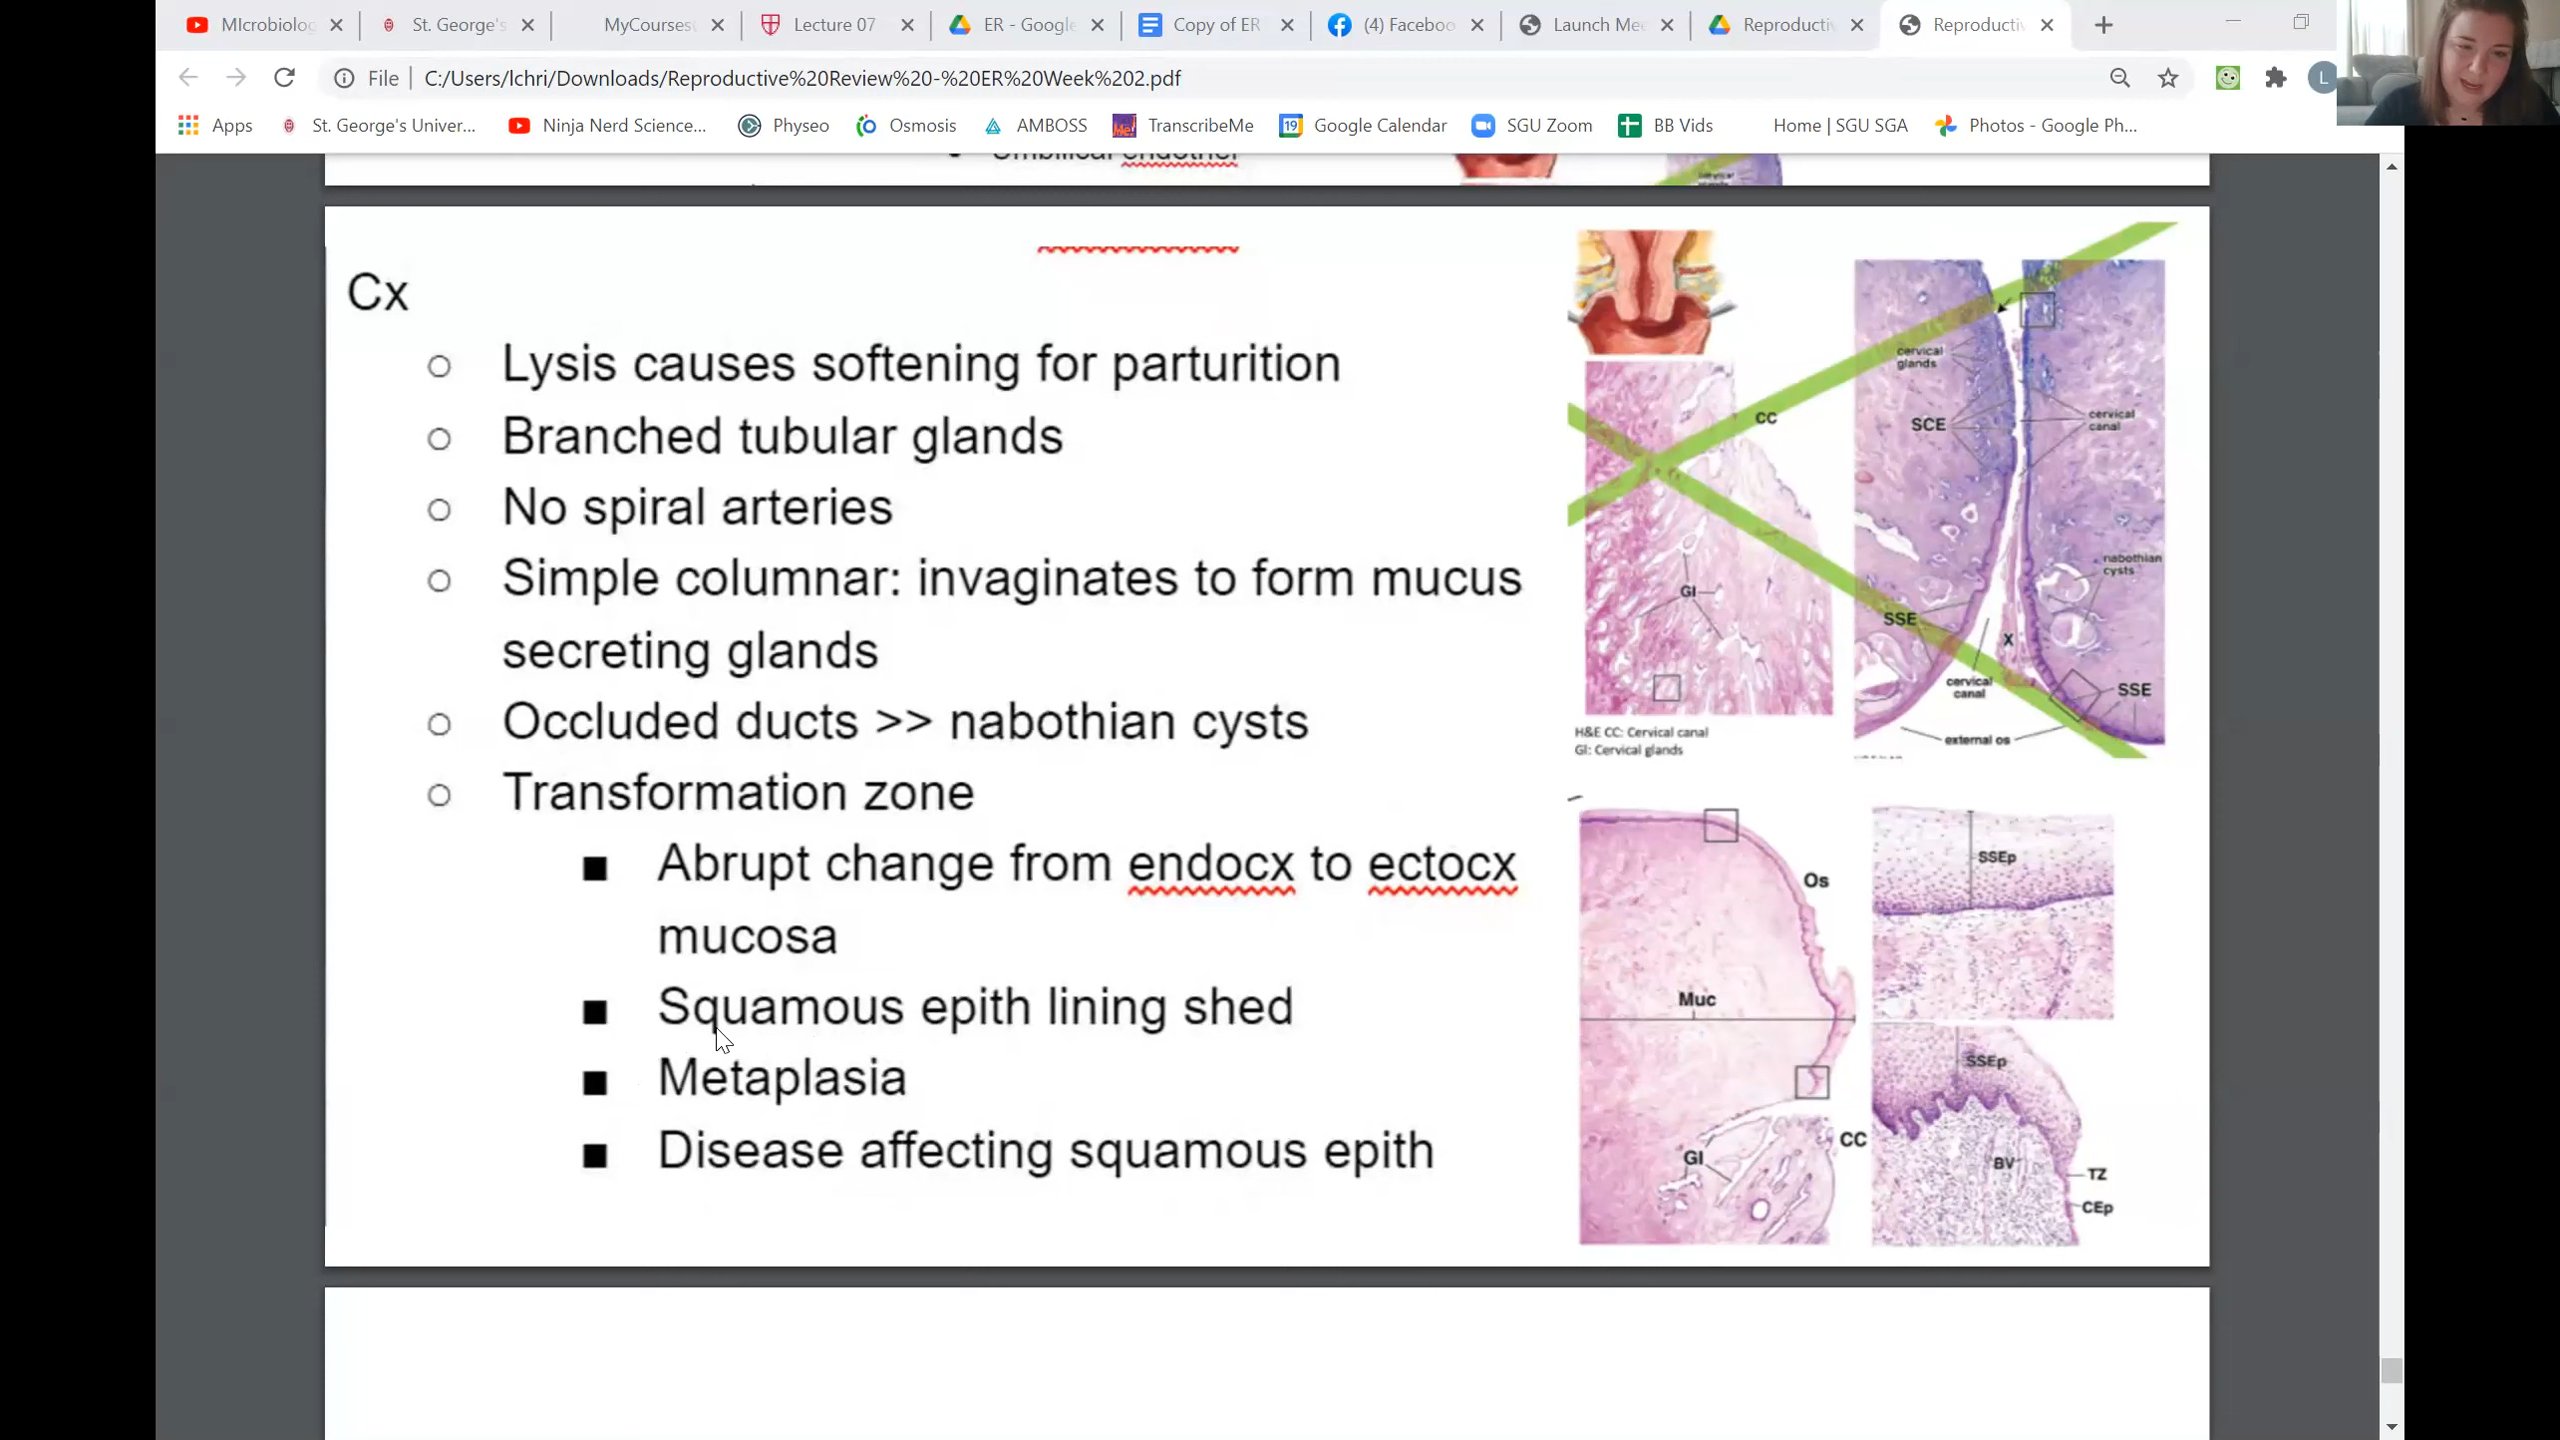 MIcrobiolog
St. George's
MyCourses
Lecture 07
ER - Google
Copy of ER
(4) Faceboo
Launch Mee
Reproductiv
Reproductiv
File
C:/Users/lchri/Downloads/Reproductive%20Review%20-%20ER%20Week%202.pdf
L
Apps
St. George's Univer...
Ninja Nerd Science...
Physeo
Osmosis
AMBOSS
TranscribeMe
Google Calendar
SGU Zoom
BB Vids
Home | SGU SGA
Photos - Google Ph...
Umbilical endother
Cx
○ Lysis causes softening for parturition
○ Branched tubular glands
○ No spiral arteries
○ Simple columnar: invaginates to form mucus
secreting glands
○ Occluded ducts >> nabothian cysts
○ Transformation zone
■ Abrupt change from endocx to ectocx
mucosa
■ Squamous epith lining shed
■ Metaplasia
■ Disease affecting squamous epith
CC
GI
H&E CC: Cervical canal
GI: Cervical glands
cervical
glands
SCE
cervical
canal
nabothian
cysts
SSE
X
cervical
canal
SSE
external os
Os
Muc
GI
CC
SSEp
SSEp
BV
TZ
CEp